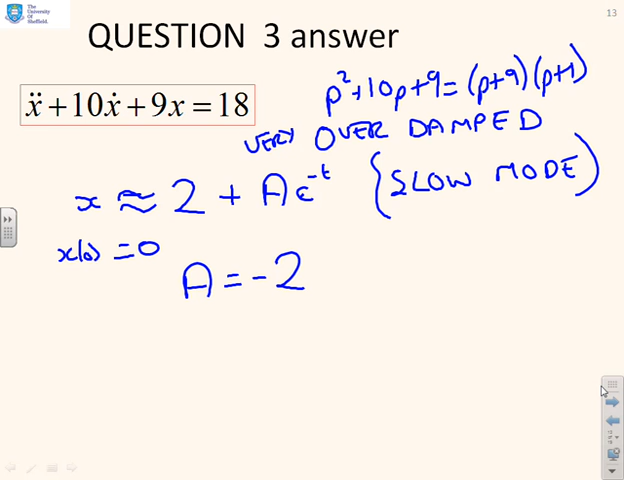 The
University
Of
Sheffield.
13
QUESTION 3 answer
ẍ + 10ẋ + 9x = 18
p² + 10p + 9 = (p+9)(p+1)
VERY OVER DAMPED
x ≈ 2 + Ae⁻ᵗ (SLOW MODE)
x(0) = 0
A = -2